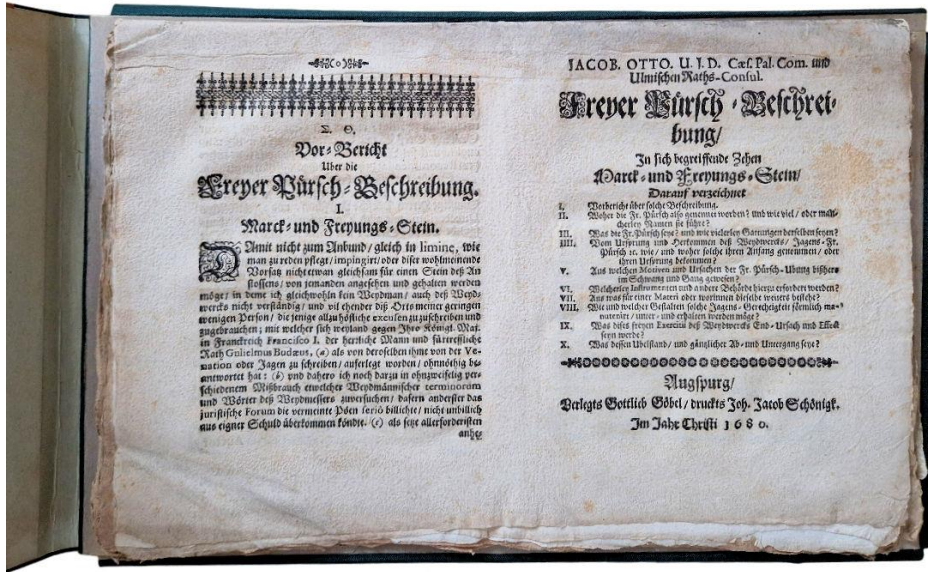 Σ. Θ.
Vor-Bericht
Uber die
Freyer Pürsch-Beschreibung.
I.
Marck- und Freyungs-Stein.
DAmit nicht zum Anbund/ gleich in limine, wie
man zu reden pfleget/ impingirt/ oder diser wohlmeinende
Vorsatz nicht etwan gleichsam für einen Stein deß An
stossens/ von jemanden angesehen und gehalten werden
möge/ in deme ich gleichwohln kein Weydman/ auch deß Weyd-
wercks nicht verständig/ und vil ehender diß Orts meiner geringen
wenigen Person/ die jenige allzuhöfliche excusen zuzuschreiben und
zugebrauchen; mit welcher sich weyland gegen Ihro Königl. Maj.
in Franckreich Francisco I. der herrliche Mann und fürtreffliche
Rath Gulielmus Budæus, (a) als von deroselben ihme von der Ve-
nation oder Jagen zu schreiben/ auferlegt worden/ ohnnöthig be-
antwortet hat: (b) und dahero ich noch darzu in ohnzweifelig ver-
schiedenem Mißbrauch etwelcher Weydmännischer terminorum
und Wörter deß Weydmessers zuversuchen/ dafern anderster das
juristische Forum die vermeinte Pöen seriò billichte/ nicht unbillich
aus eigner Schuld überkommen köndte. (c) als setze allerforderisten
anhe
JACOB. OTTO. U. J. D. Cæs. Pal. Com. und
Ulmischen Raths-Consul.
Freyer Pürsch-Beschrei-
bung/
In sich begreiffende Zehen
Marck- und Freyungs-Stein/
Darauf verzeichnet
I. Vorbericht über solche Beschreibung.
II. Woher die Fr. Pürsch also genennet werden? und wie viel/ oder man-
cherley Namen sie führe?
III. Was die Fr. Pürsch seye? und wie vielerley Gattungen derselben seyen?
IIII. Vom Ursprung und Herkommen deß Weydwercks/ Jagens-Fr.
Pürsch ꝛc. wie/ und woher solche ihren Anfang genommen/ oder
ihren Ursprung bekommen?
V. Aus welchen Motiven und Ursachen der Fr. Pürsch-Ubung bißhero
im Schwang und Gang gewesen?
VI. Welcherley Instrumenten und andere Behörde hierzu erfordert werden?
VII. Aus was für einer Materi oder worinnen dieselbe weiters bestehe?
VIII. Wie und welcher Gestalten solche Jagens-Gerechtigkeit förmlich ma-
nutenirt/ unter- und erhalten werden möge?
IX. Was dises freyen Exercitii deß Weydwercks End-Ursach und Effect
seyn werde?
X. Was dessen Ubelstand/ und gäntzlicher Ab- und Untergang seye?
Augspurg/
Verlegts Gottlieb Göbel/ druckts Joh. Jacob Schönigk.
Im Jahr Christi 1680.